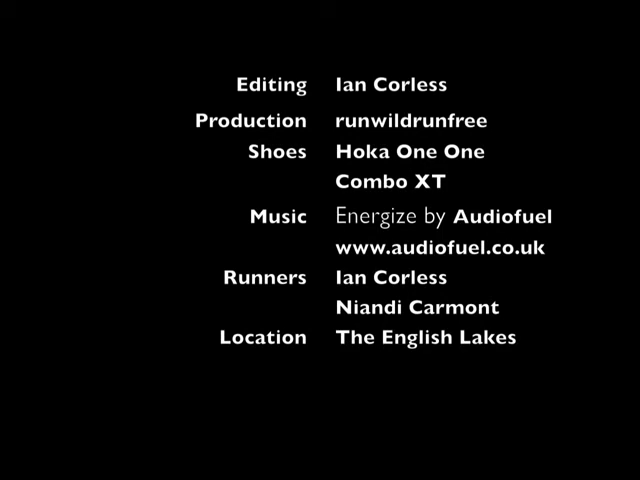 Editing Ian Corless
Production runwildrunfree
Shoes Hoka One One
Combo XT
Music Energize by Audiofuel
www.audiofuel.co.uk
Runners Ian Corless
Niandi Carmont
Location The English Lakes